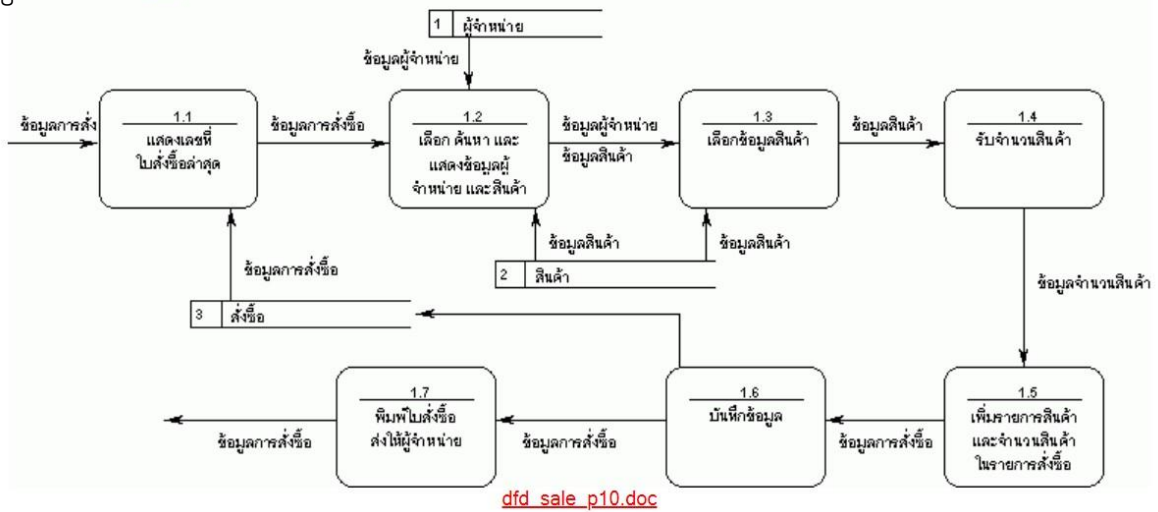 1 ผู้จำหน่าย
ข้อมูลผู้จำหน่าย
ข้อมูลการสั่ง
1.1
แสดงเลขที่
ใบสั่งซื้อล่าสุด
ข้อมูลการสั่งซื้อ
1.2
เลือก ค้นหา และ
แสดงข้อมูลผู้
จำหน่าย และสินค้า
ข้อมูลผู้จำหน่าย
ข้อมูลสินค้า
1.3
เลือกข้อมูลสินค้า
ข้อมูลสินค้า
1.4
รับจำนวนสินค้า
ข้อมูลสินค้า
ข้อมูลสินค้า
2 สินค้า
ข้อมูลการสั่งซื้อ
3 สั่งซื้อ
ข้อมูลจำนวนสินค้า
1.7
พิมพ์ใบสั่งซื้อ
ส่งให้ผู้จำหน่าย
ข้อมูลการสั่งซื้อ
ข้อมูลการสั่งซื้อ
1.6
บันทึกข้อมูล
ข้อมูลการสั่งซื้อ
1.5
เพิ่มรายการสินค้า
และจำนวนสินค้า
ในรายการสั่งซื้อ
dfd_sale_p10.doc